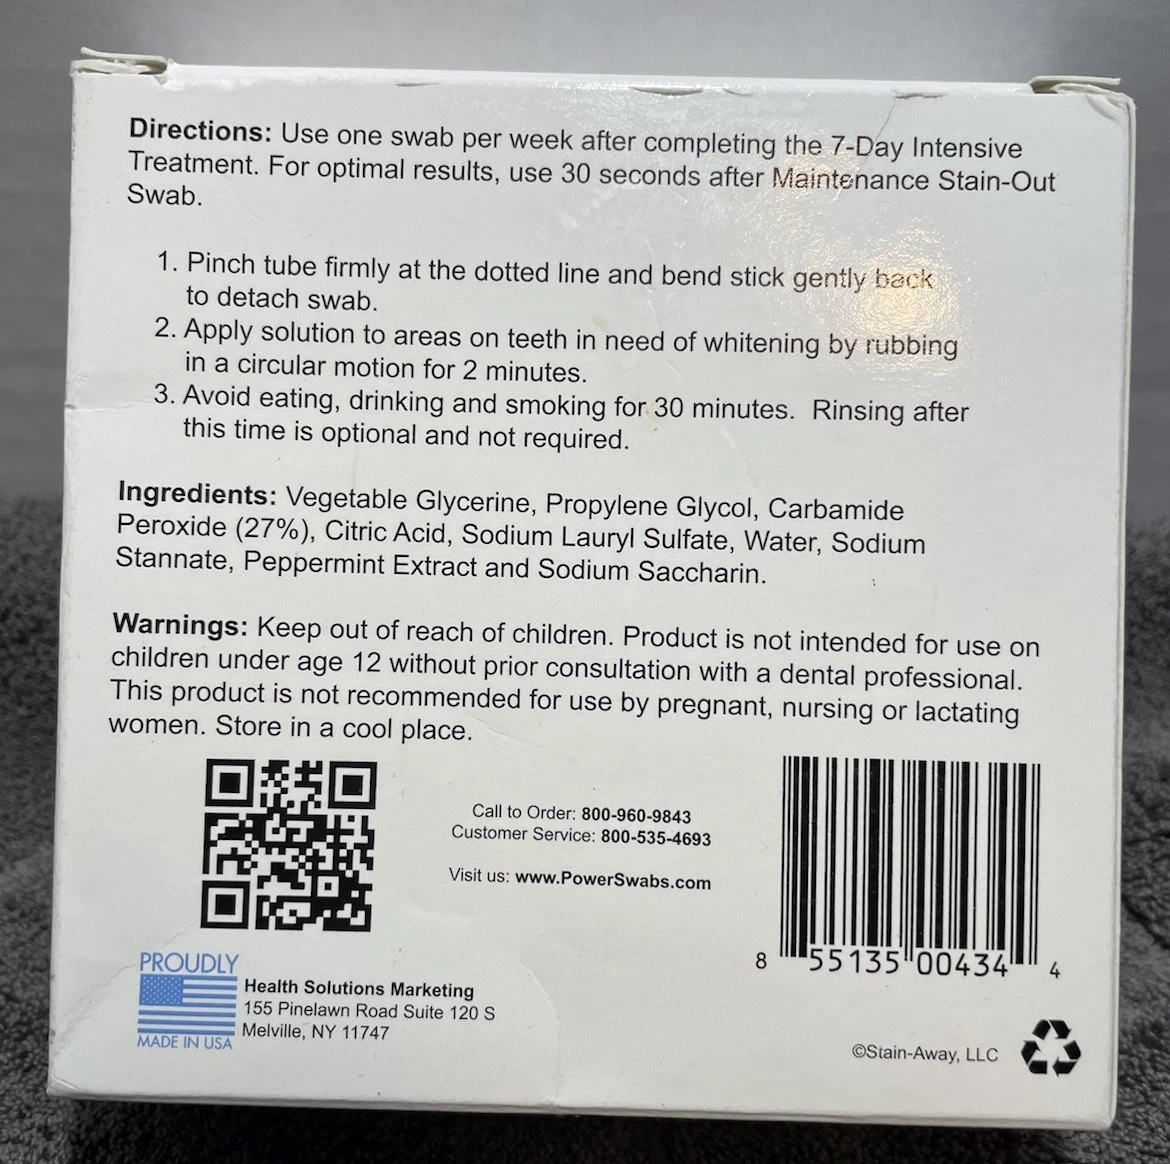 Directions: Use one swab per week after completing the 7-Day Intensive
Treatment. For optimal results, use 30 seconds after Maintenance Stain-Out
Swab.
1. Pinch tube firmly at the dotted line and bend stick gently back
to detach swab.
2. Apply solution to areas on teeth in need of whitening by rubbing
in a circular motion for 2 minutes.
3. Avoid eating, drinking and smoking for 30 minutes.  Rinsing after
this time is optional and not required.
Ingredients: Vegetable Glycerine, Propylene Glycol, Carbamide
Peroxide (27%), Citric Acid, Sodium Lauryl Sulfate, Water, Sodium
Stannate, Peppermint Extract and Sodium Saccharin.
Warnings: Keep out of reach of children. Product is not intended for use on
children under age 12 without prior consultation with a dental professional.
This product is not recommended for use by pregnant, nursing or lactating
women. Store in a cool place.
Call to Order: 800-960-9843
Customer Service: 800-535-4693
Visit us: www.PowerSwabs.com
8 55135 00434 4
PROUDLY
MADE IN USA
Health Solutions Marketing
155 Pinelawn Road Suite 120 S
Melville, NY 11747
©Stain-Away, LLC